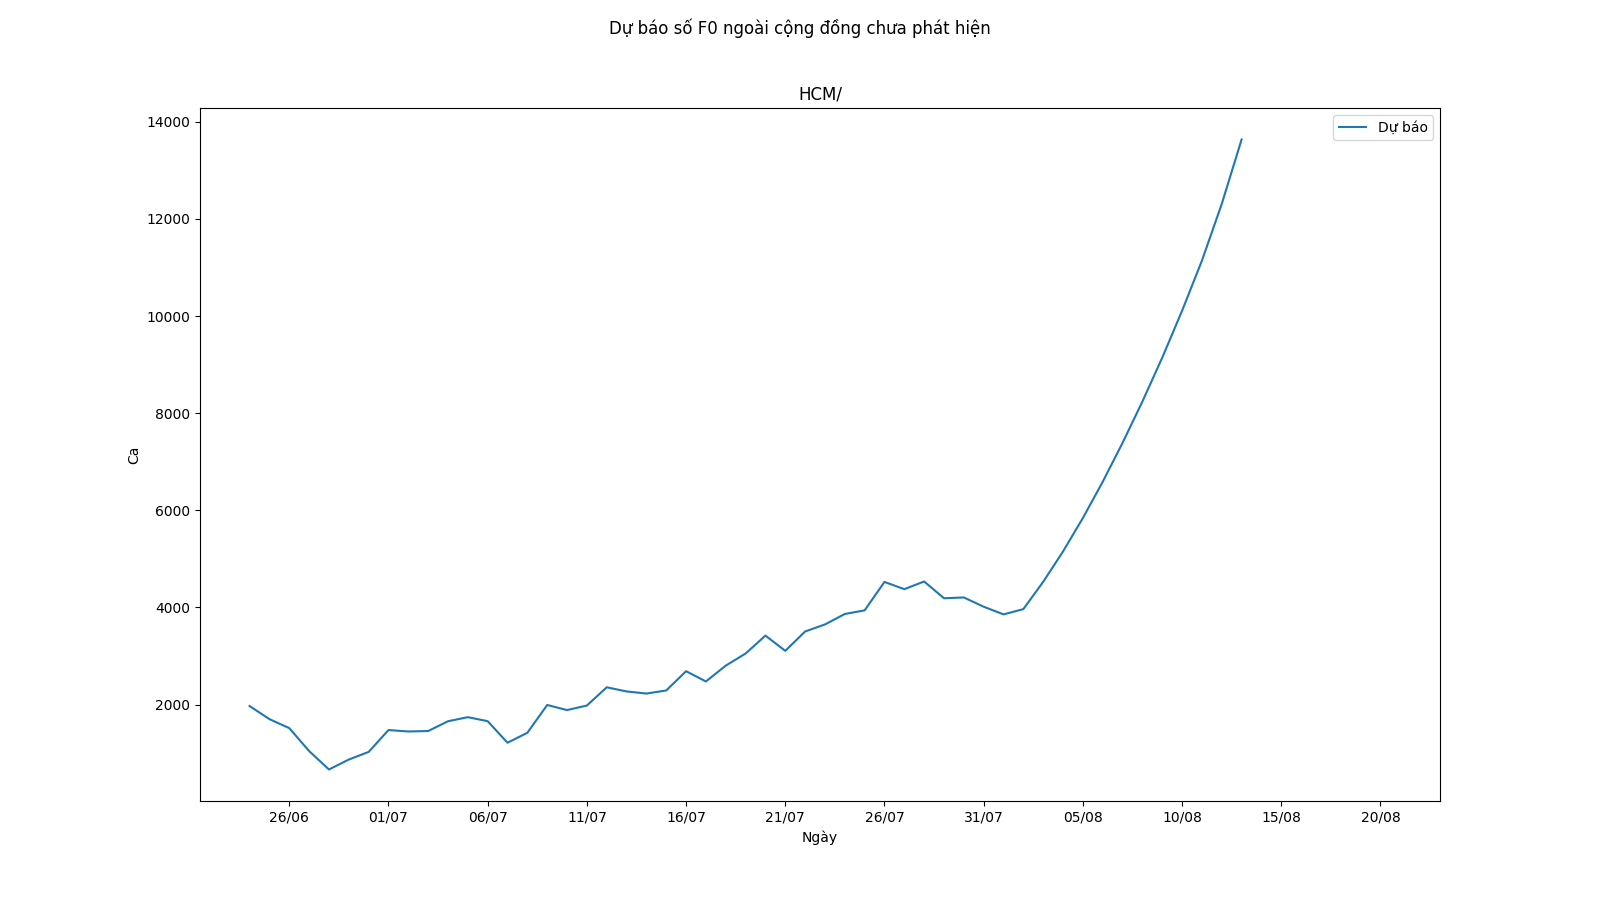 Dự báo số F0 ngoài cộng đồng chưa phát hiện
HCM/
Dự báo
14000
12000
10000
8000
6000
4000
2000
Ca
26/06 01/07 06/07 11/07 16/07 21/07 26/07 31/07 05/08 10/08 15/08 20/08
Ngày